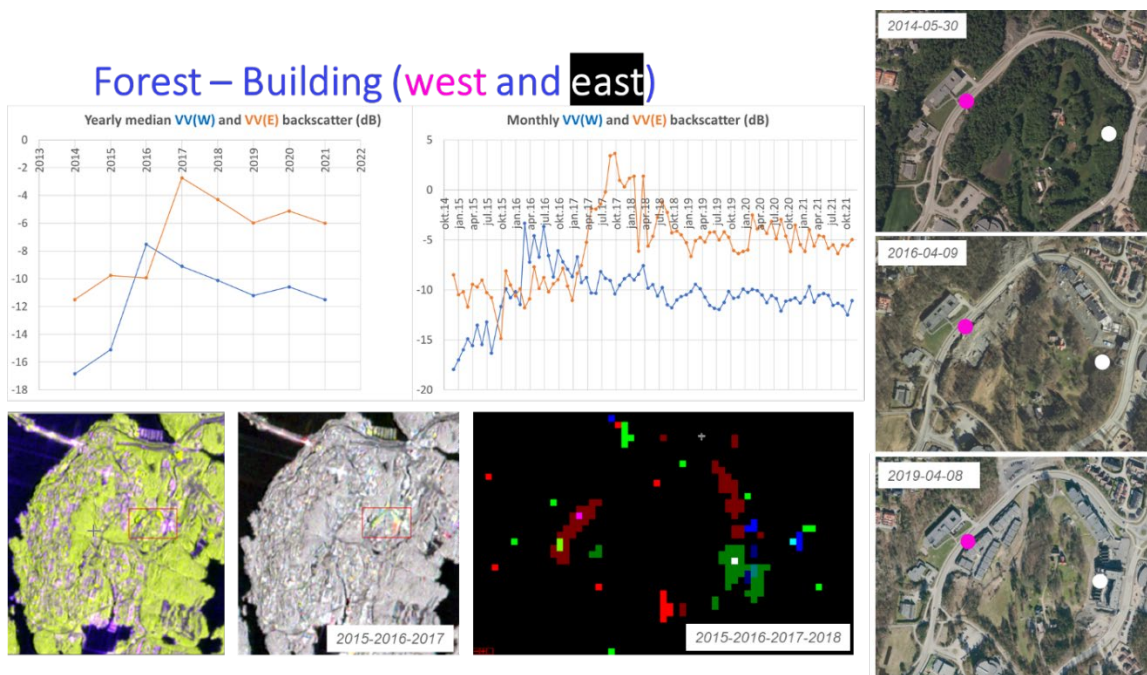 Forest – Building (west and east)
Yearly median VV(W) and VV(E) backscatter (dB)
0
-2
-4
-6
-8
-10
-12
-14
-16
-18
2013
2014
2015
2016
2017
2018
2019
2020
2021
2022
Monthly VV(W) and VV(E) backscatter (dB)
5
0
-5
-10
-15
-20
okt.14
jan.15
apr.15
jul.15
okt.15
jan.16
apr.16
jul.16
okt.16
jan.17
apr.17
jul.17
okt.17
jan.18
apr.18
jul.18
okt.18
jan.19
apr.19
jul.19
okt.19
jan.20
apr.20
jul.20
okt.20
jan.21
apr.21
jul.21
okt.21
2014-05-30
2016-04-09
2019-04-08
2015-2016-2017
2015-2016-2017-2018